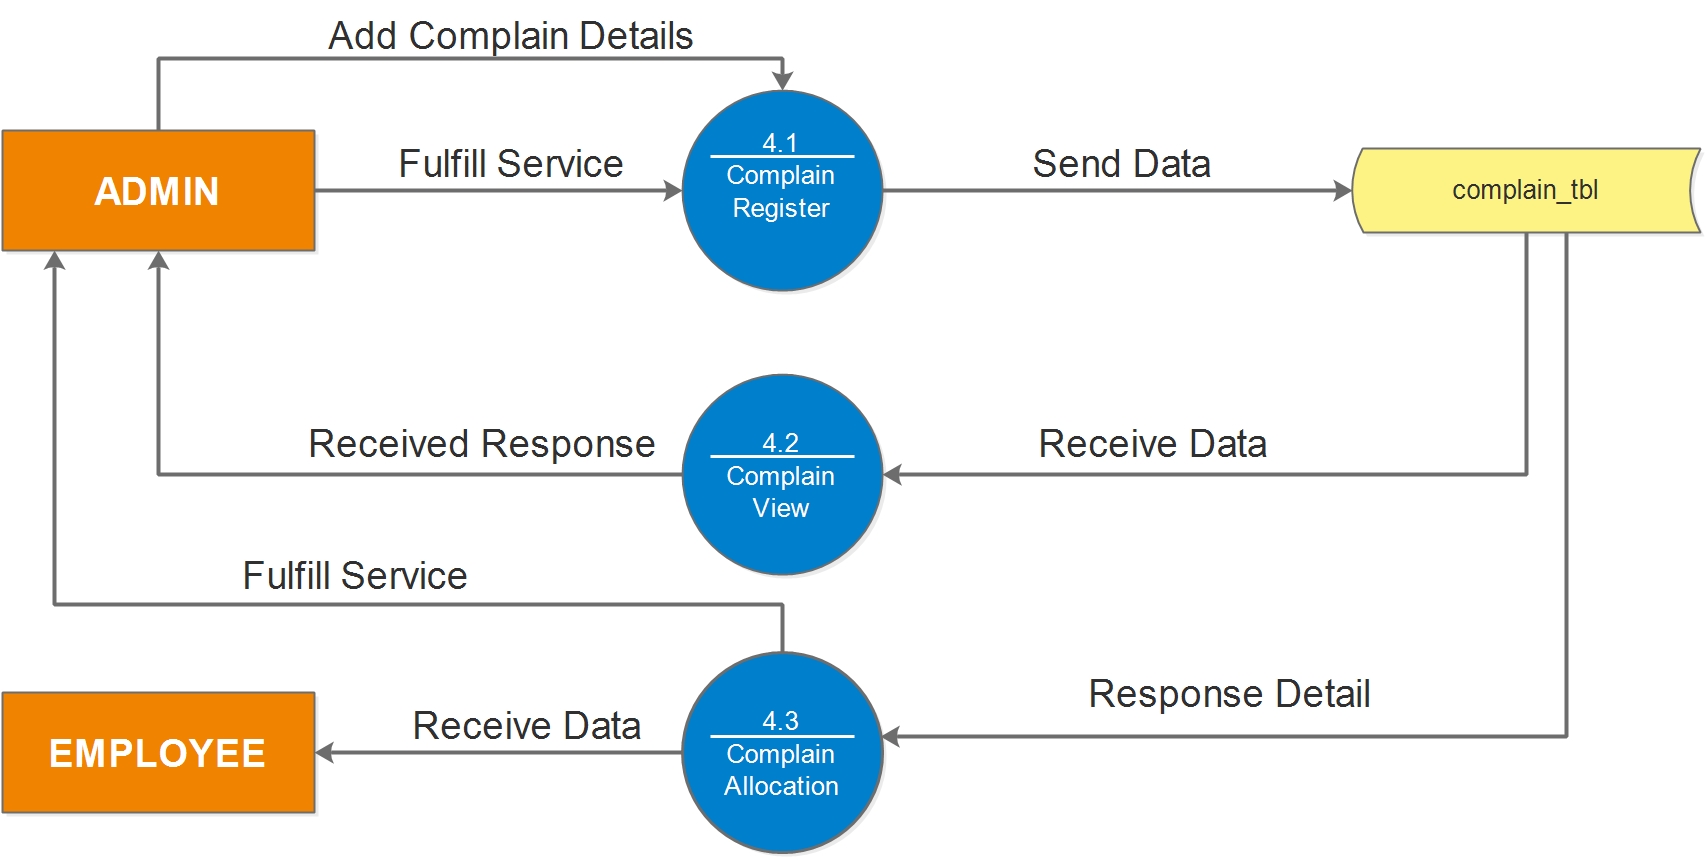 Add Complain Details
ADMIN
Fulfill Service
4.1
Complain
Register
Send Data
complain_tbl
Received Response
4.2
Complain
View
Receive Data
Fulfill Service
EMPLOYEE
Receive Data
4.3
Complain
Allocation
Response Detail